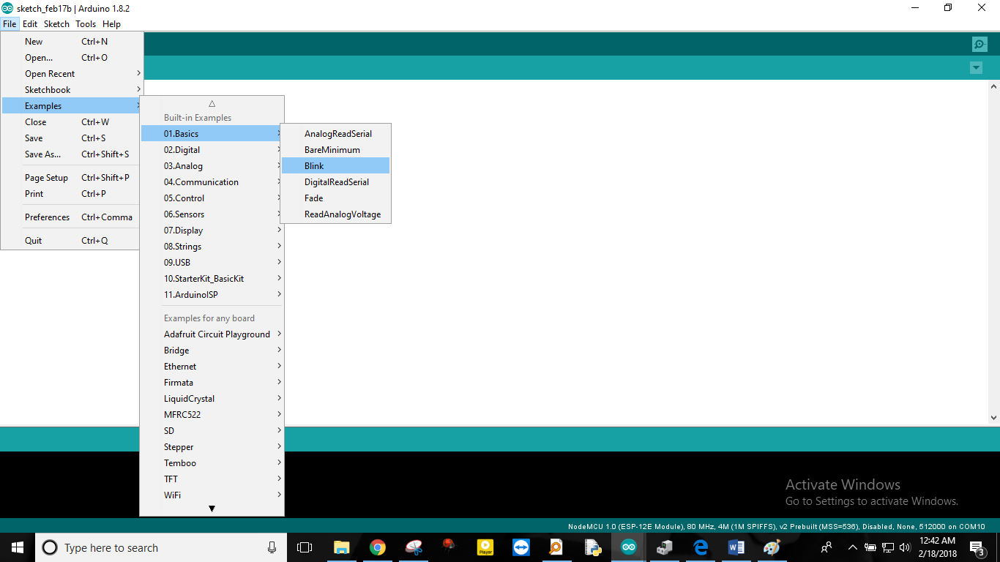 sketch_feb17b | Arduino 1.8.2
File Edit Sketch Tools Help
New Ctrl+N
Open... Ctrl+O
Open Recent
Sketchbook
Examples
Close Ctrl+W
Save Ctrl+S
Save As... Ctrl+Shift+S
Page Setup Ctrl+Shift+P
Print Ctrl+P
Preferences Ctrl+Comma
Quit Ctrl+Q
Built-in Examples
01.Basics
02.Digital
03.Analog
04.Communication
05.Control
06.Sensors
07.Display
08.Strings
09.USB
10.StarterKit_BasicKit
11.ArduinoISP
Examples for any board
Adafruit Circuit Playground
Bridge
Ethernet
Firmata
LiquidCrystal
MFRC522
SD
Stepper
Temboo
TFT
WiFi
AnalogReadSerial
BareMinimum
Blink
DigitalReadSerial
Fade
ReadAnalogVoltage
Activate Windows
Go to Settings to activate Windows.
NodeMCU 1.0 (ESP-12E Module), 80 MHz, 4M (1M SPIFFS), v2 Prebuilt (MSS=536), Disabled, None, 512000 on COM10
Type here to search
Player
12:42 AM
2/18/2018
3